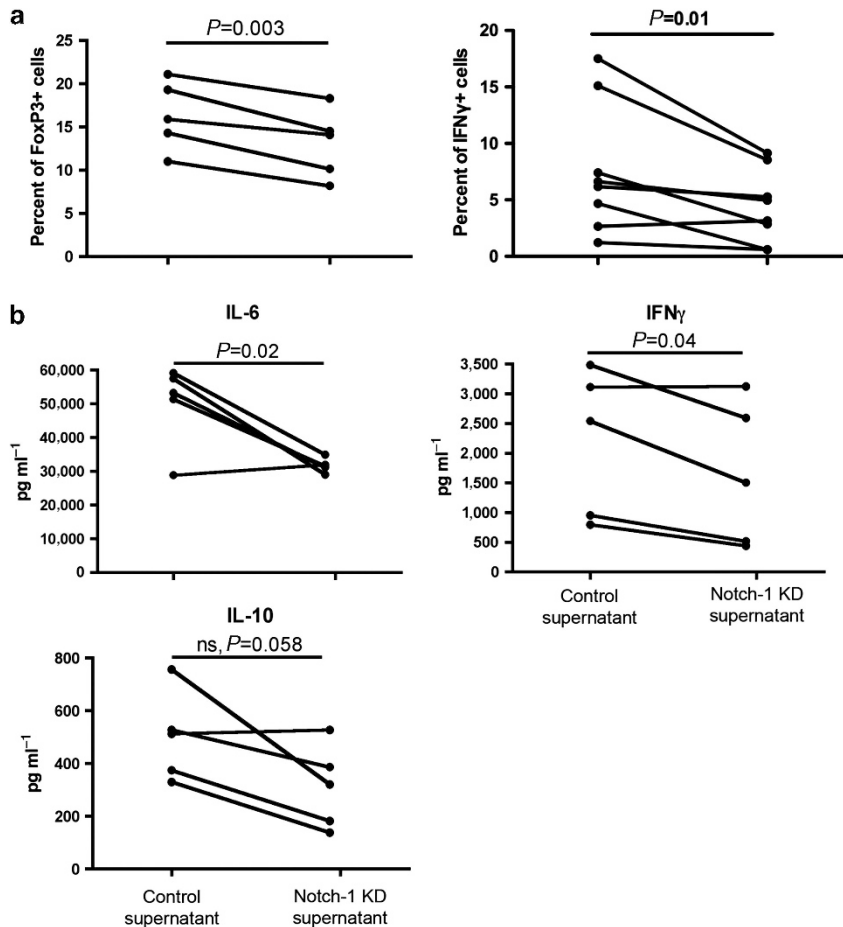 a
P=0.003
25
20
15
10
5
0
Percent of FoxP3+ cells
P=0.01
20
15
10
5
0
Percent of IFNγ+ cells
b
IL-6
P=0.02
60,000
50,000
40,000
30,000
20,000
10,000
0
pg ml⁻¹
IFNγ
P=0.04
3,500
3,000
2,500
2,000
1,500
1,000
500
0
pg ml⁻¹
Control
supernatant
Notch-1 KD
supernatant
IL-10
ns, P=0.058
800
600
400
200
0
pg ml⁻¹
Control
supernatant
Notch-1 KD
supernatant